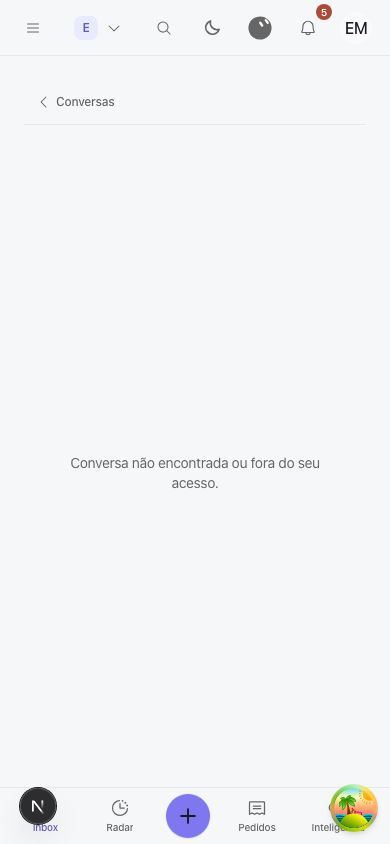 E
5
EM
Conversas
Conversa não encontrada ou fora do seu
acesso.
N
Inbox
Radar
Pedidos